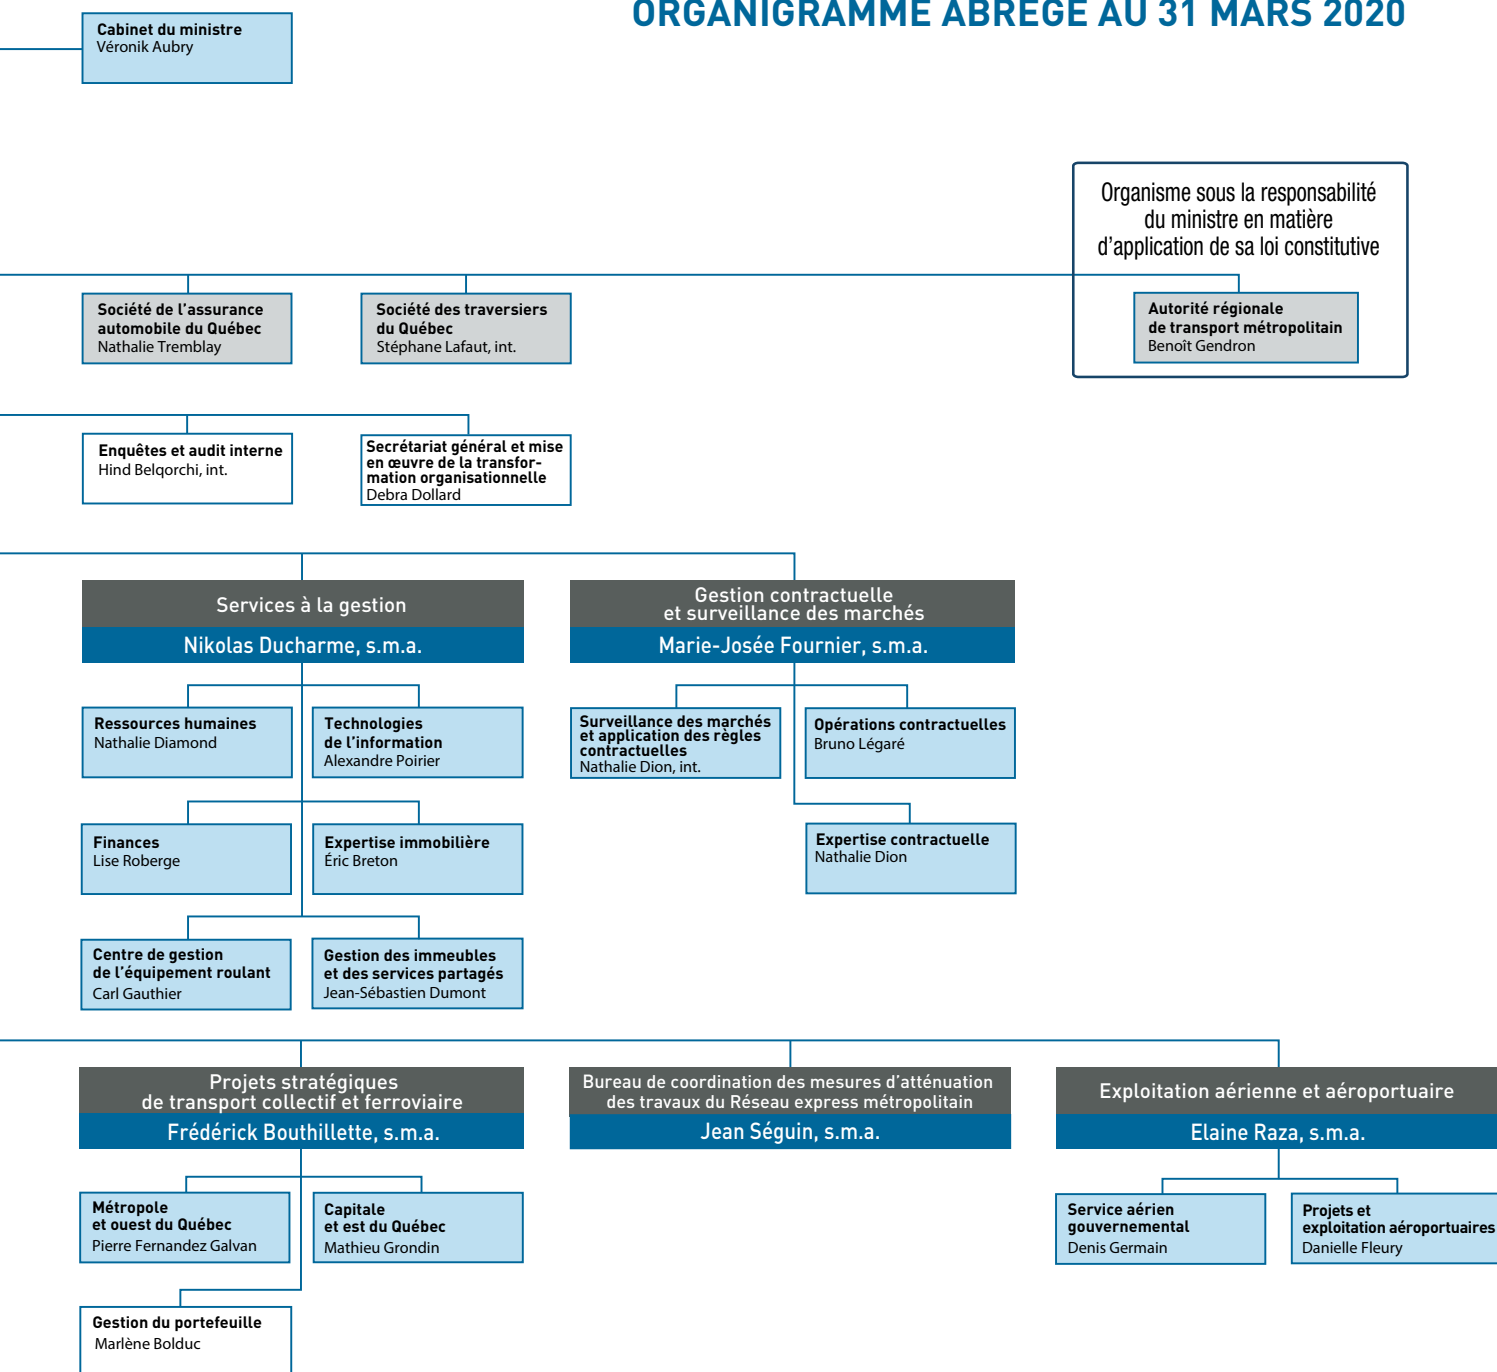 ORGANIGRAMME ABRÉGÉ AU 31 MARS 2020
Cabinet du ministre
Véronik Aubry
Organisme sous la responsabilité
du ministre en matière
d’application de sa loi constitutive
Société de l’assurance
automobile du Québec
Nathalie Tremblay
Société des traversiers
du Québec
Stéphane Lafaut, int.
Autorité régionale
de transport métropolitain
Benoît Gendron
Enquêtes et audit interne
Hind Belqorchi, int.
Secrétariat général et mise
en œuvre de la transfor-
mation organisationnelle
Debra Dollard
Services à la gestion
Nikolas Ducharme, s.m.a.
Gestion contractuelle
et surveillance des marchés
Marie-Josée Fournier, s.m.a.
Ressources humaines
Nathalie Diamond
Technologies
de l’information
Alexandre Poirier
Surveillance des marchés
et application des règles
contractuelles
Nathalie Dion, int.
Opérations contractuelles
Bruno Légaré
Finances
Lise Roberge
Expertise immobilière
Éric Breton
Expertise contractuelle
Nathalie Dion
Centre de gestion
de l’équipement roulant
Carl Gauthier
Gestion des immeubles
et des services partagés
Jean-Sébastien Dumont
Projets stratégiques
de transport collectif et ferroviaire
Frédérick Bouthillette, s.m.a.
Bureau de coordination des mesures d’atténuation
des travaux du Réseau express métropolitain
Jean Séguin, s.m.a.
Exploitation aérienne et aéroportuaire
Elaine Raza, s.m.a.
Métropole
et ouest du Québec
Pierre Fernandez Galvan
Capitale
et est du Québec
Mathieu Grondin
Service aérien
gouvernemental
Denis Germain
Projets et
exploitation aéroportuaires
Danielle Fleury
Gestion du portefeuille
Marlène Bolduc